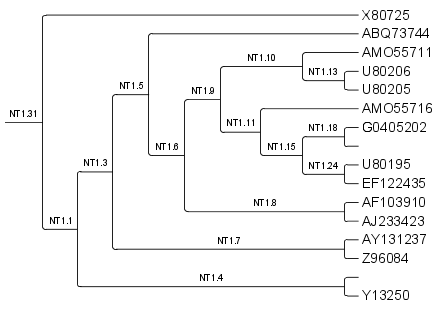 X80725
ABQ73744
AMO55711
NT1.10
U80206
NT1.13
NT1.5
U80205
NT1.9
AMO55716
NT1.31
NT1.18
G0405202
NT1.11
NT1.6
NT1.15
NT1.3
NT1.24
U80195
EF122435
NT1.8
AF103910
NT1.1
AJ233423
NT1.7
AY131237
Z96084
NT1.4
Y13250